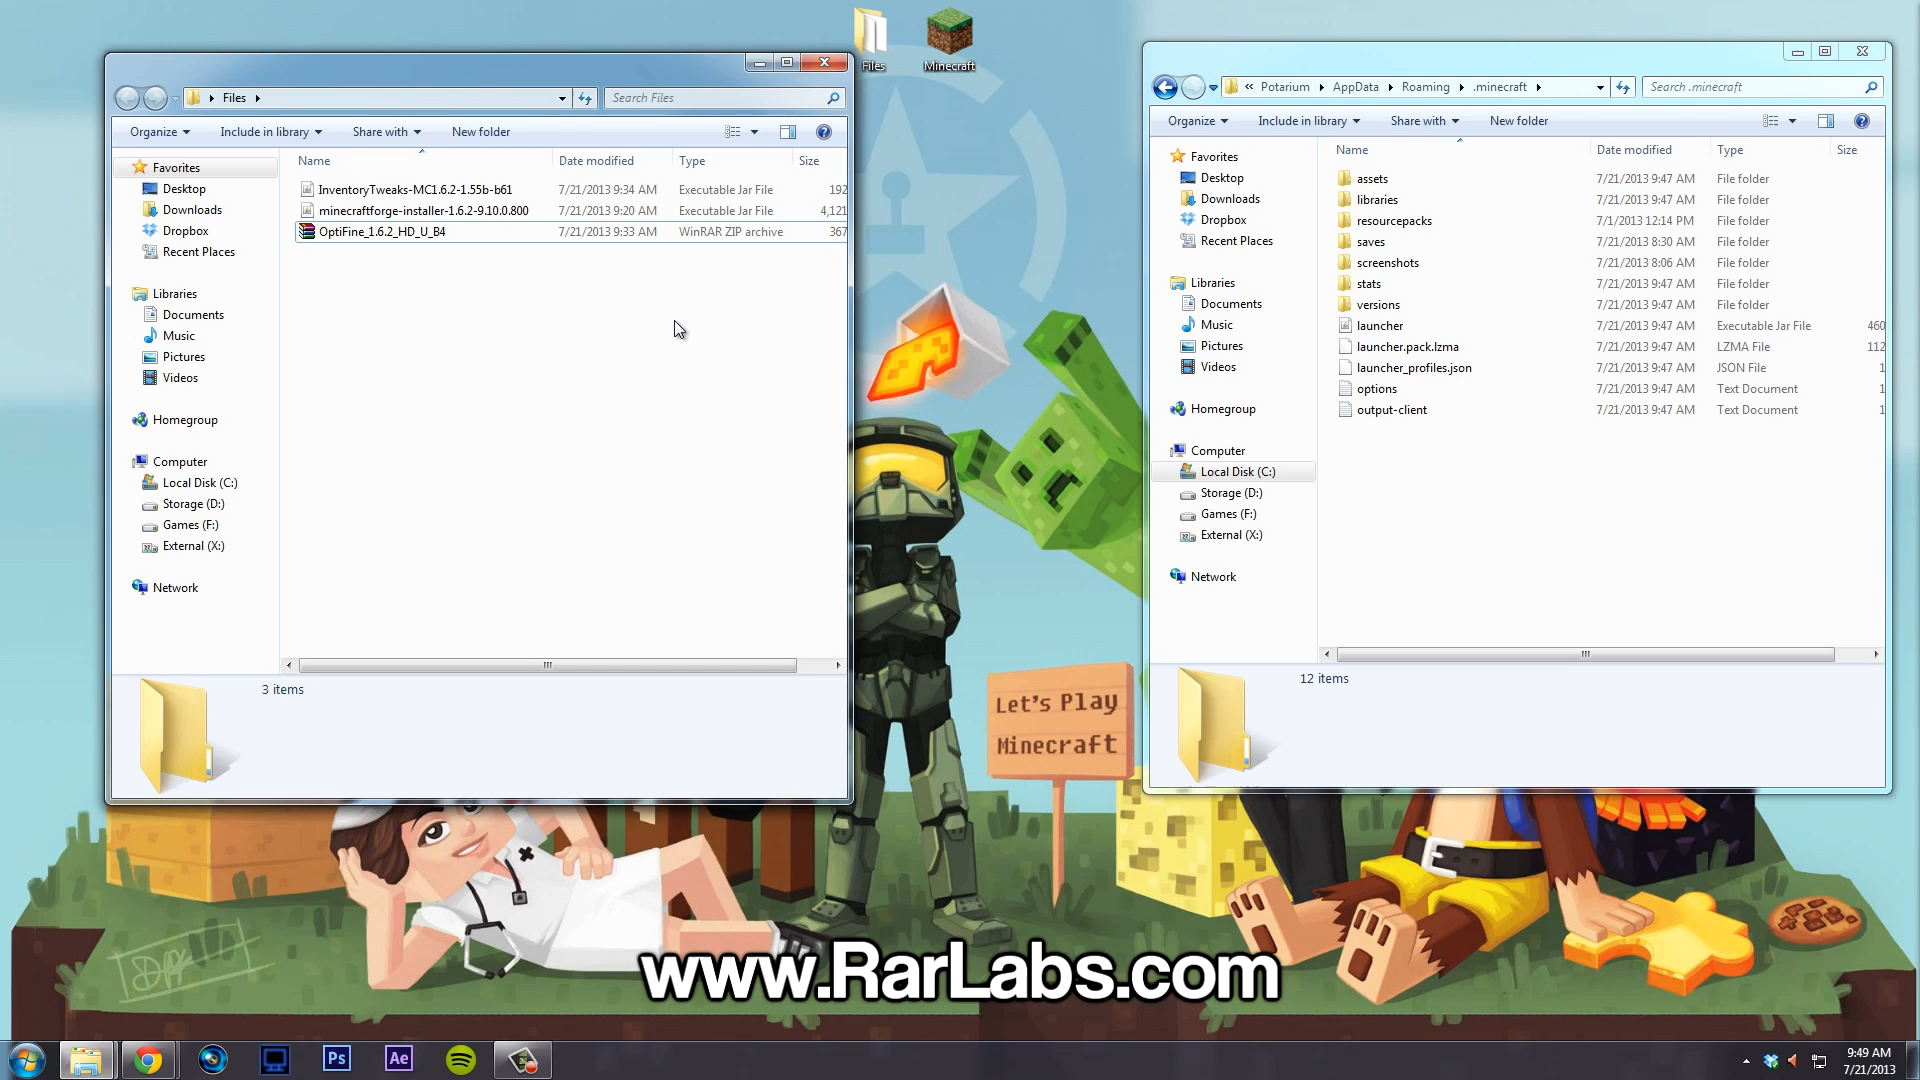 Files
Minecraft
Files
Search Files
Organize
Include in library
Share with
New folder
Name
Date modified
Type
Size
Favorites
Desktop
Downloads
Dropbox
Recent Places
Libraries
Documents
Music
Pictures
Videos
Homegroup
Computer
Local Disk (C:)
Storage (D:)
Games (F:)
External (X:)
Network
InventoryTweaks-MC1.6.2-1.55b-b61 7/21/2013 9:34 AM Executable Jar File 192
minecraftforge-installer-1.6.2-9.10.0.800 7/21/2013 9:20 AM Executable Jar File 4,121
OptiFine_1.6.2_HD_U_B4 7/21/2013 9:33 AM WinRAR ZIP archive 367
3 items
« Potarium AppData Roaming .minecraft
Search .minecraft
Organize
Include in library
Share with
New folder
Name
Date modified
Type
Size
Favorites
Desktop
Downloads
Dropbox
Recent Places
Libraries
Documents
Music
Pictures
Videos
Homegroup
Computer
Local Disk (C:)
Storage (D:)
Games (F:)
External (X:)
Network
assets 7/21/2013 9:47 AM File folder
libraries 7/21/2013 9:47 AM File folder
resourcepacks 7/1/2013 12:14 PM File folder
saves 7/21/2013 8:30 AM File folder
screenshots 7/21/2013 8:06 AM File folder
stats 7/21/2013 9:47 AM File folder
versions 7/21/2013 9:47 AM File folder
launcher 7/21/2013 9:47 AM Executable Jar File 460
launcher.pack.lzma 7/21/2013 9:47 AM LZMA File 112
launcher_profiles.json 7/21/2013 9:47 AM JSON File 1
options 7/21/2013 9:47 AM Text Document 1
output-client 7/21/2013 9:47 AM Text Document 1
12 items
Let's Play
Minecraft
www.RarLabs.com
Ps
Ae
9:49 AM
7/21/2013